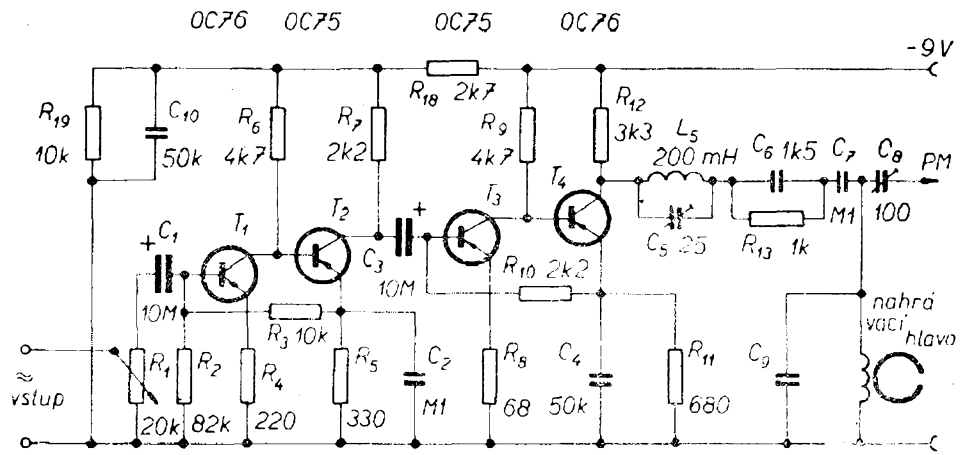 OC76 OC75 OC75 OC76
-9V
R19
10k
C10
50k
R6
4k7
R7
2k2
R18 2k7
R9
4k7
R12
3k3
L5
200 mH
C6 1k5
C7
M1
C8
100
PM
C5 25
R13
1k
+ C1
10M
T1
T2
C3
+
10M
T3
T4
R10 2k2
R3 10k
≈
vstup
R1
20k
R2
82k
R4
220
R5
330
C2
M1
R8
68
C4
50k
R11
680
C9
nahrá
vací
hlava